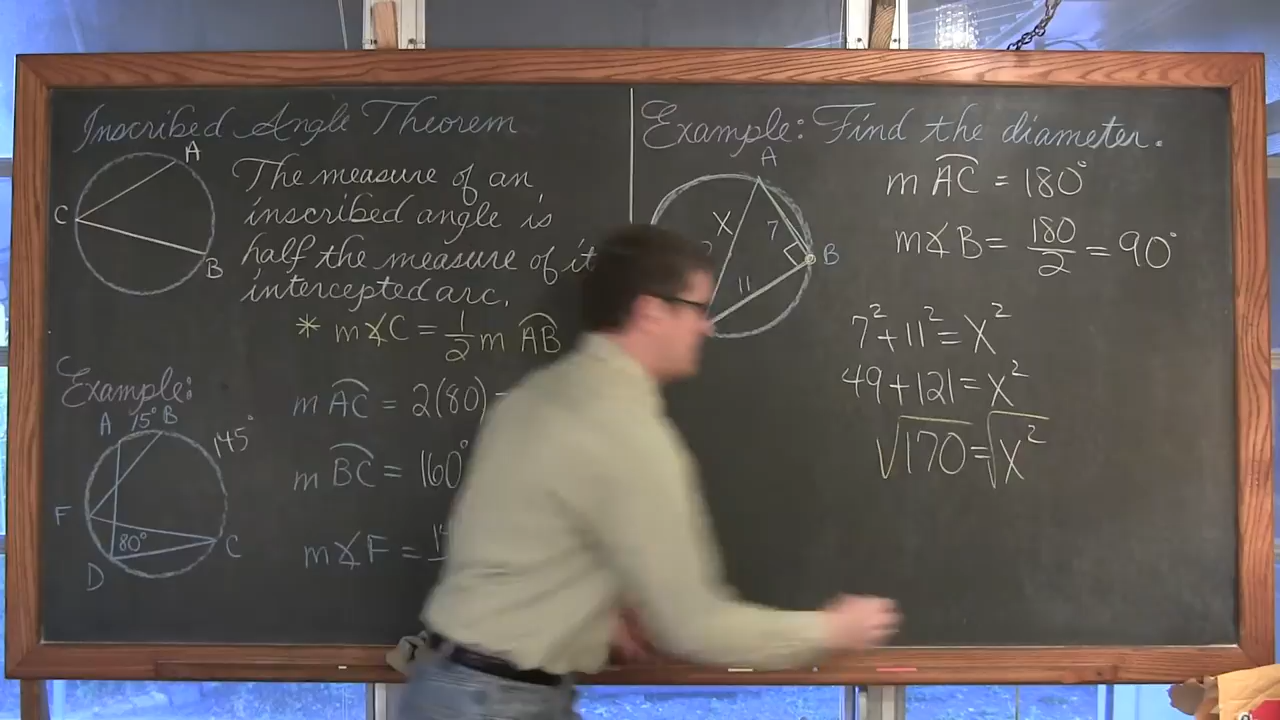 Inscribed Angle Theorem
A
C
B
The measure of an
inscribed angle is
half the measure of it
intercepted arc.
* m∡C = 1/2 m AB
Example:
A 15° B
145°
F
80°
C
D
m AC = 2(80)
m BC = 160°
m∡F =
Example: Find the diameter.
A
X
7
B
11
m AC = 180°
m∡B = 180/2 = 90°
7² + 11² = X²
49 + 121 = X²
√170 = √X²